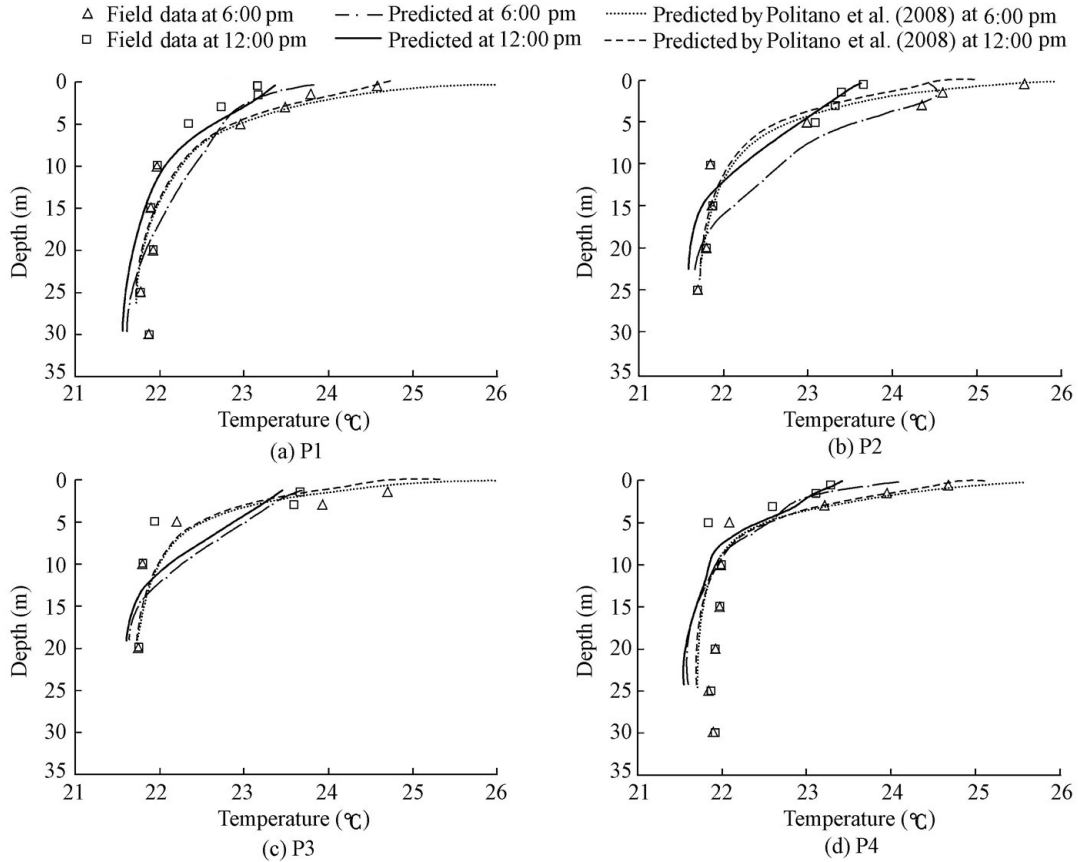 Field data at 6:00 pm
Predicted at 6:00 pm
Predicted by Politano et al. (2008) at 6:00 pm
Field data at 12:00 pm
Predicted at 12:00 pm
Predicted by Politano et al. (2008) at 12:00 pm
0
5
10
15
20
25
30
35
Depth (m)
21 22 23 24 25 26
Temperature (℃)
(a) P1
0
5
10
15
20
25
30
35
Depth (m)
21 22 23 24 25 26
Temperature (℃)
(b) P2
0
5
10
15
20
25
30
35
Depth (m)
21 22 23 24 25 26
Temperature (℃)
(c) P3
0
5
10
15
20
25
30
35
Depth (m)
21 22 23 24 25 26
Temperature (℃)
(d) P4